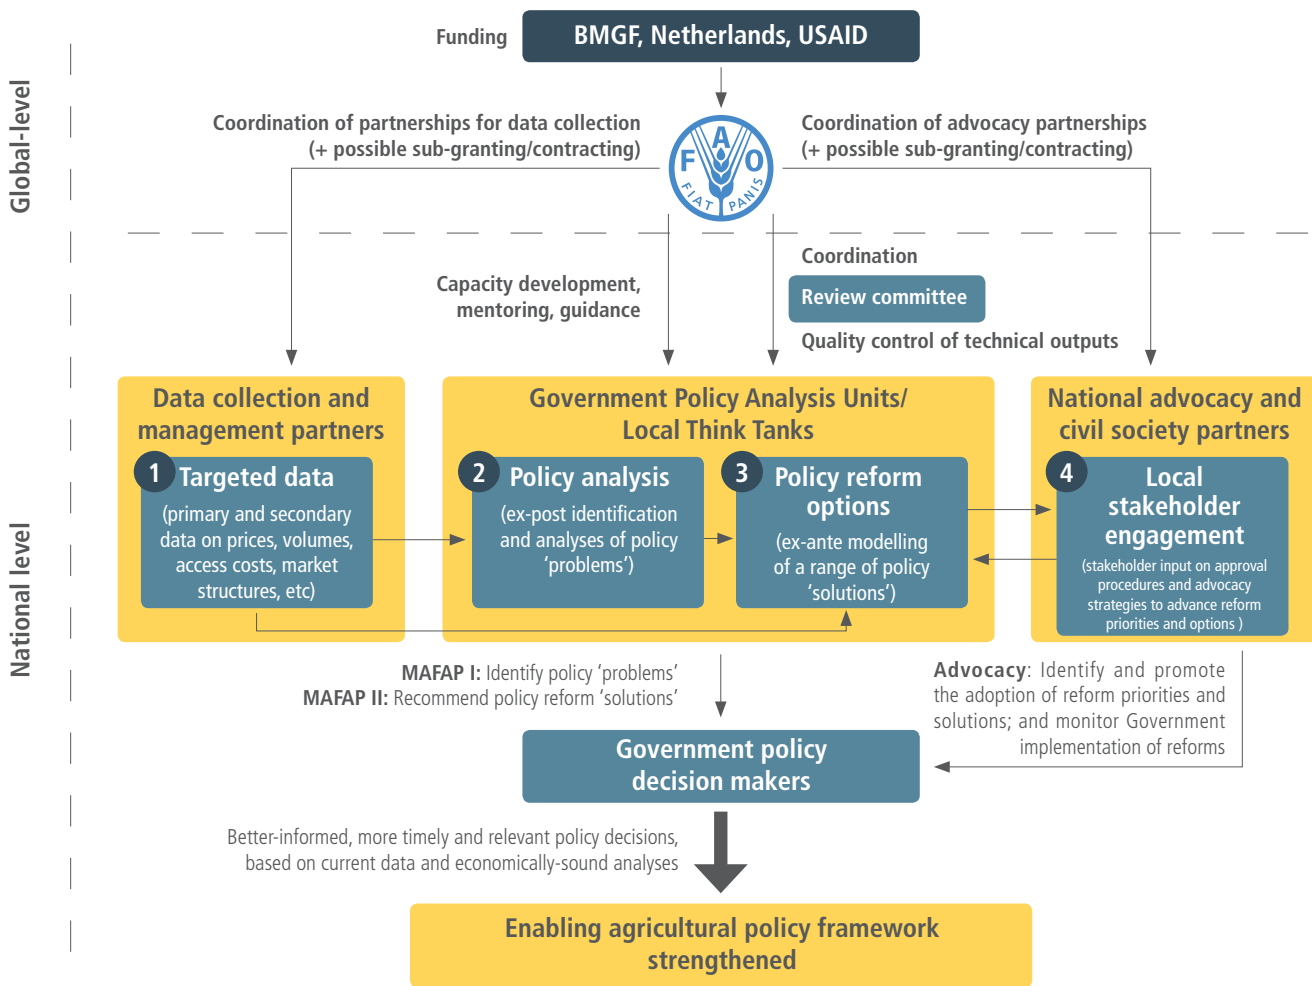 Funding
BMGF, Netherlands, USAID
Global-level
Coordination of partnerships for data collection
(+ possible sub-granting/contracting)
F A O
FIAT PANIS
Coordination of advocacy partnerships
(+ possible sub-granting/contracting)
Capacity development,
mentoring, guidance
Coordination
Review committee
Quality control of technical outputs
National level
Data collection and
management partners
1 Targeted data
(primary and secondary
data on prices, volumes,
access costs, market
structures, etc)
Government Policy Analysis Units/
Local Think Tanks
2 Policy analysis
(ex-post identification
and analyses of policy
‘problems’)
3 Policy reform
options
(ex-ante modelling
of a range of policy
‘solutions’)
National advocacy and
civil society partners
4 Local
stakeholder
engagement
(stakeholder input on approval
procedures and advocacy
strategies to advance reform
priorities and options )
MAFAP I: Identify policy ‘problems’
MAFAP II: Recommend policy reform ‘solutions’
Advocacy: Identify and promote
the adoption of reform priorities and
solutions; and monitor Government
implementation of reforms
Government policy
decision makers
Better-informed, more timely and relevant policy decisions,
based on current data and economically-sound analyses
Enabling agricultural policy framework
strengthened